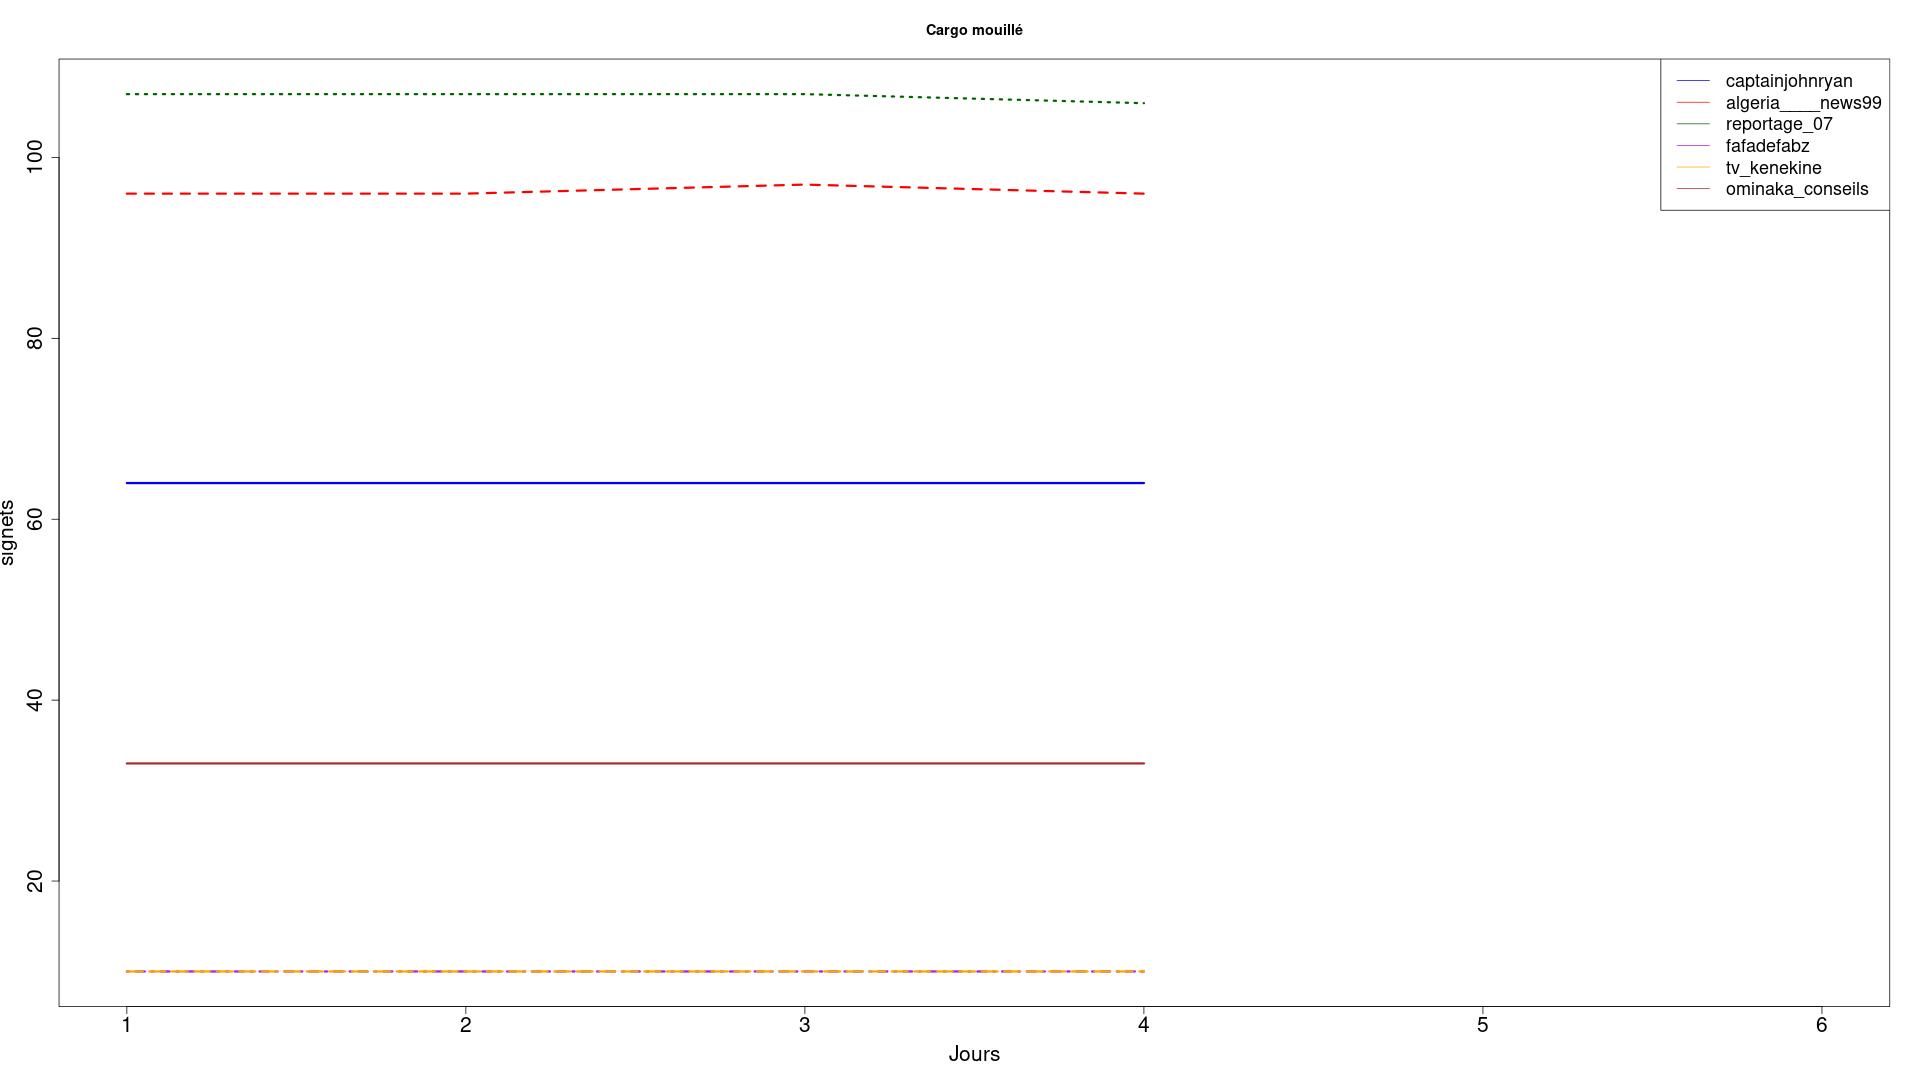 Cargo mouillé
captainjohnryan
algeria____news99
reportage_07
fafadefabz
tv_kenekine
ominaka_conseils
signets
100
80
60
40
20
1 2 3 4 5 6
Jours